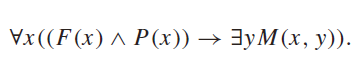 ∀x((F(x) ∧ P(x)) → ∃yM(x, y)).